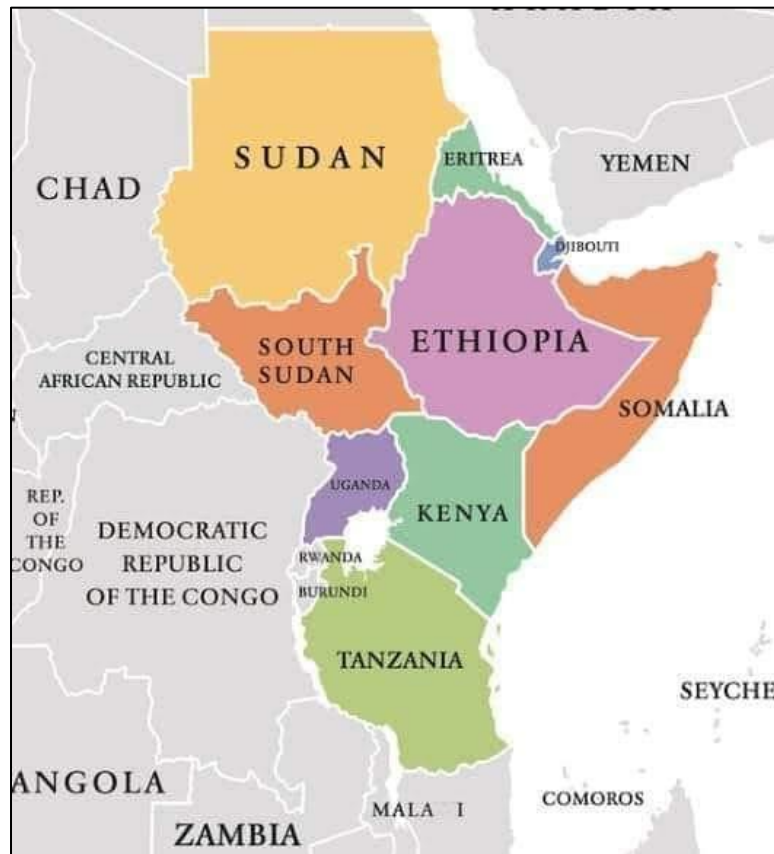 SUDAN
ERITREA
YEMEN
CHAD
DJIBOUTI
ETHIOPIA
SOUTH
SUDAN
CENTRAL
AFRICAN REPUBLIC
SOMALIA
UGANDA
REP.
OF
THE
CONGO
KENYA
DEMOCRATIC
REPUBLIC
OF THE CONGO
RWANDA
BURUNDI
TANZANIA
SEYCHE
ANGOLA
COMOROS
MALA I
ZAMBIA